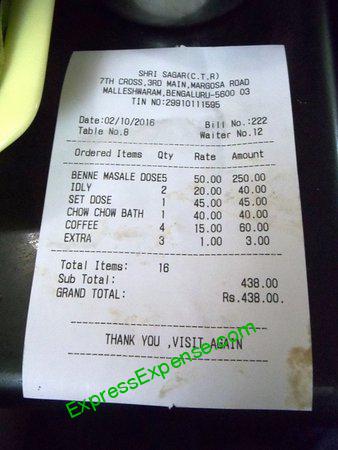 SHRI SAGAR(C.T.R)
7TH CROSS,3RD MAIN,MARGOSA ROAD
MALLESHWARAM,BENGALURU-5600 03
TIN NO:29910111595
Date:02/10/2016 Bill No.:222
Table No.8 Waiter No.12
Ordered Items Qty Rate Amount
BENNE MASALE DOSE5 50.00 250.00
IDLY 2 20.00 40.00
SET DOSE 1 45.00 45.00
CHOW CHOW BATH 1 40.00 40.00
COFFEE 4 15.00 60.00
EXTRA 3 1.00 3.00
Total Items: 16
Sub Total: 438.00
GRAND TOTAL: Rs.438.00.
THANK YOU ,VISIT AGAIN
ExpressExpense.com